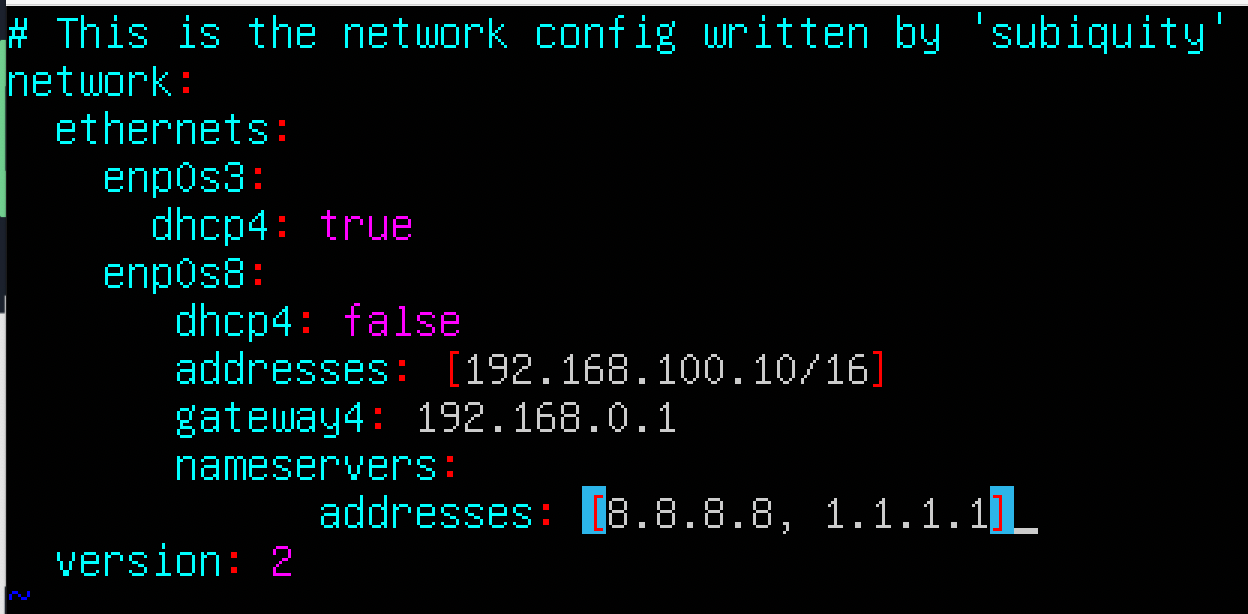 # This is the network config written by 'subiquity'
network:
  ethernets:
    enp0s3:
      dhcp4: true
    enp0s8:
       dhcp4: false
       addresses: [192.168.100.10/16]
       gateway4: 192.168.0.1
       nameservers:
             addresses: [8.8.8.8, 1.1.1.1]
  version: 2
~